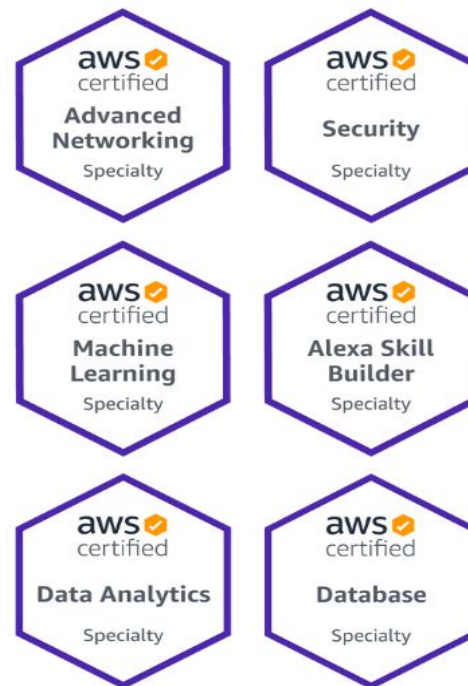 aws
certified
Advanced
Networking
Specialty
aws
certified
Security
Specialty
aws
certified
Machine
Learning
Specialty
aws
certified
Alexa Skill
Builder
Specialty
aws
certified
Data Analytics
Specialty
aws
certified
Database
Specialty